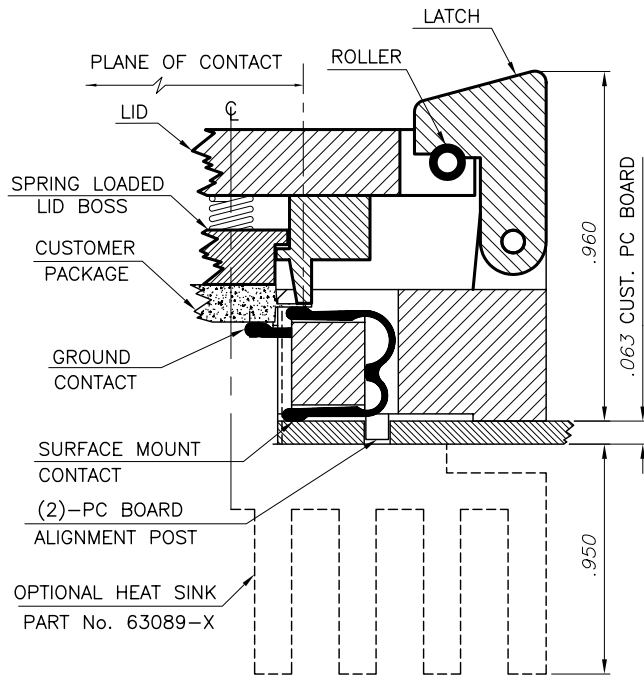 LATCH
PLANE OF CONTACT
ROLLER
℄
LID
SPRING LOADED
LID BOSS
CUSTOMER
PACKAGE
.960
.063 CUST. PC BOARD
GROUND
CONTACT
SURFACE MOUNT
CONTACT
(2)-PC BOARD
ALIGNMENT POST
.950
OPTIONAL HEAT SINK
PART No. 63089-X